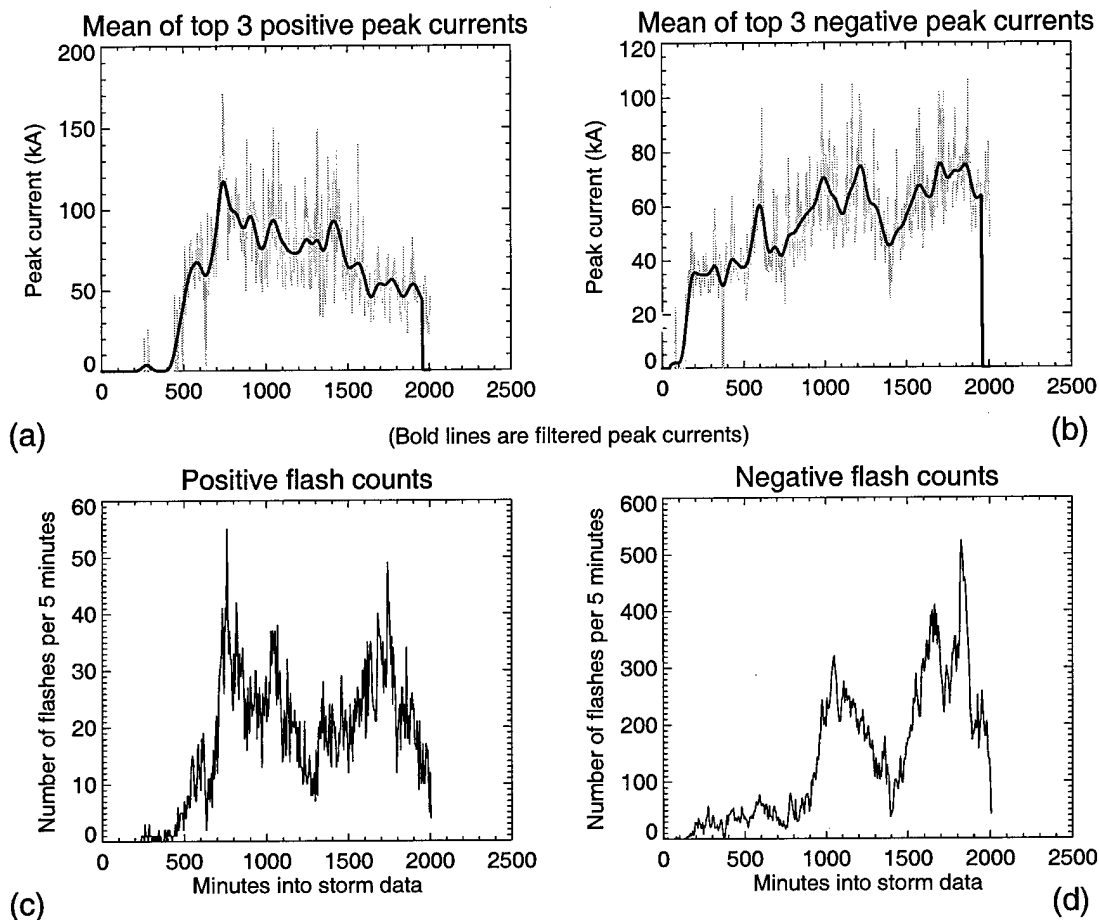 Mean of top 3 positive peak currents
200
150
100
50
0
Peak current (kA)
0 500 1000 1500 2000 2500
(a)
Mean of top 3 negative peak currents
120
100
80
60
40
20
0
Peak current (kA)
0 500 1000 1500 2000 2500
(b)
(Bold lines are filtered peak currents)
Positive flash counts
60
50
40
30
20
10
0
Number of flashes per 5 minutes
0 500 1000 1500 2000 2500
Minutes into storm data
(c)
Negative flash counts
600
500
400
300
200
100
0
Number of flashes per 5 minutes
0 500 1000 1500 2000 2500
Minutes into storm data
(d)